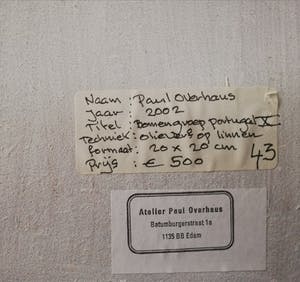 Naam : Paul Overhaus
Jaar : 2002
Titel : Bomengroep Portugal X
Techniek : olieverf op linnen
formaat : 20 x 20 cm
Prijs : € 500
43
Atelier Paul Overhaus
Batumburgerstraat 1a
1135 BB Edam